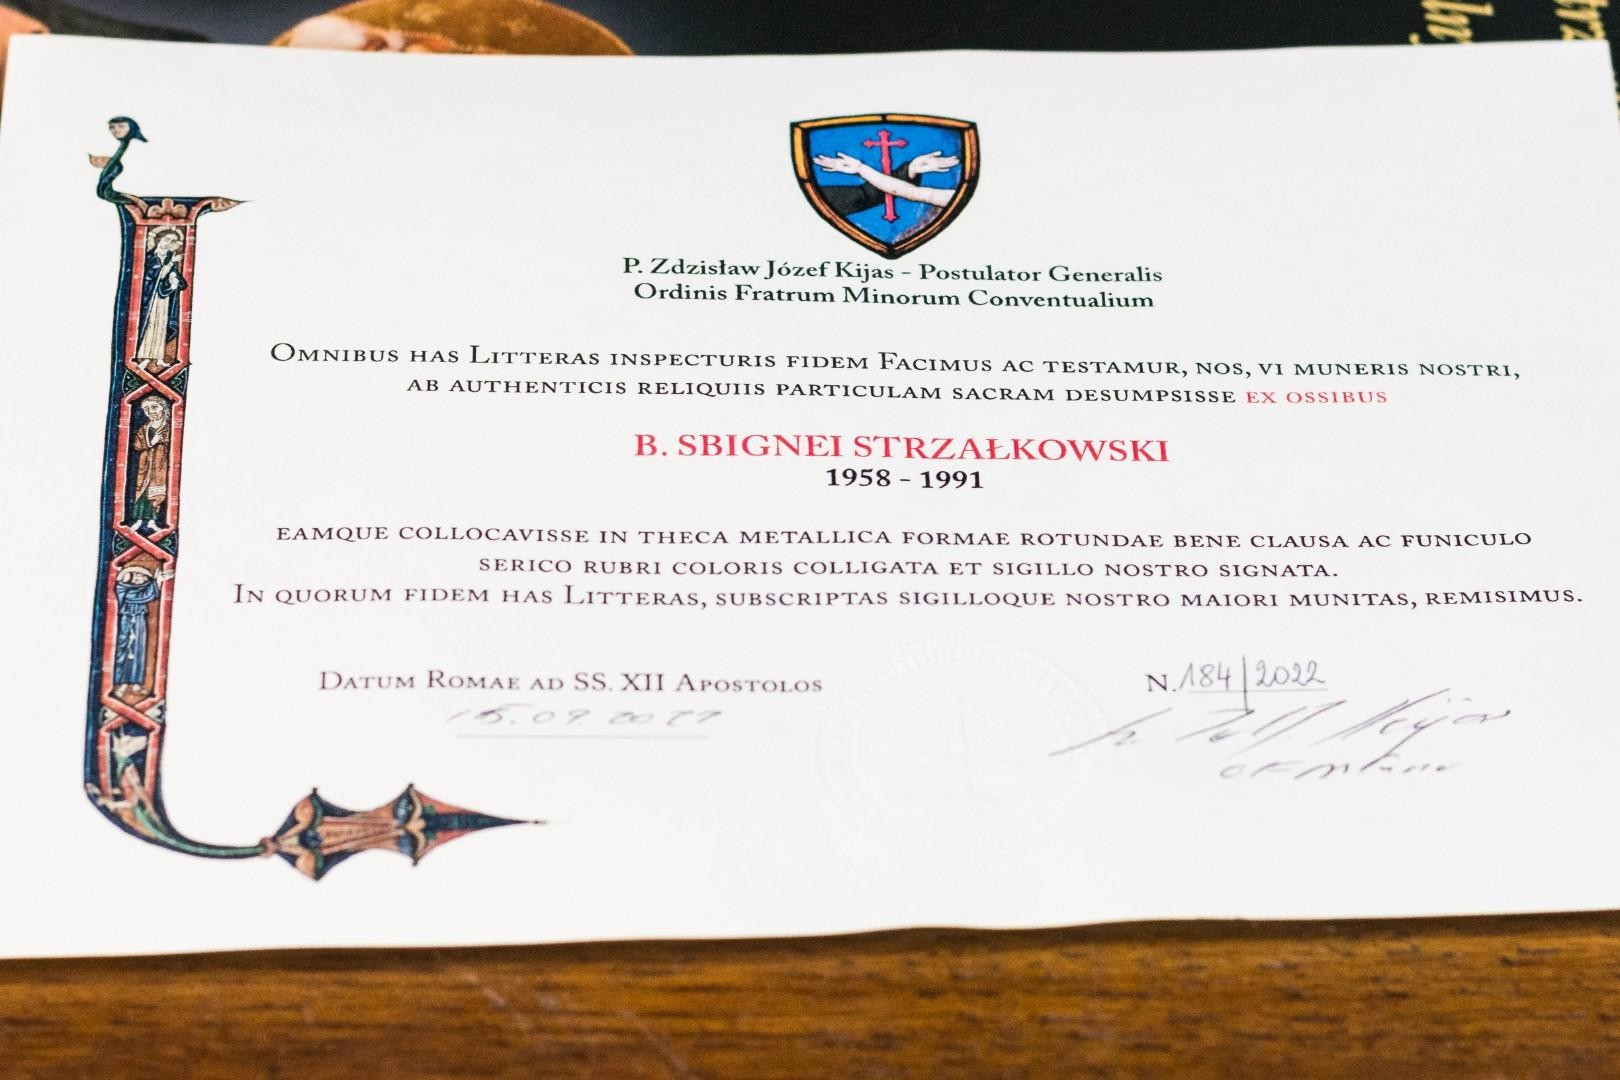 P. Zdzisław Józef Kijas - Postulator Generalis
Ordinis Fratrum Minorum Conventualium
Omnibus has Litteras inspecturis fidem Facimus ac testamur, nos, vi muneris nostri,
ab authenticis reliquiis particulam sacram desumpsisse ex ossibus
B. SBIGNEI STRZAŁKOWSKI
1958 - 1991
eamque collocavisse in theca metallica formae rotundae bene clausa ac funiculo
serico rubri coloris colligata et sigillo nostro signata.
In quorum fidem has Litteras, subscriptas sigilloque nostro maiori munitas, remisimus.
Datum Romae ad SS. XII Apostolos
N. 184/2022